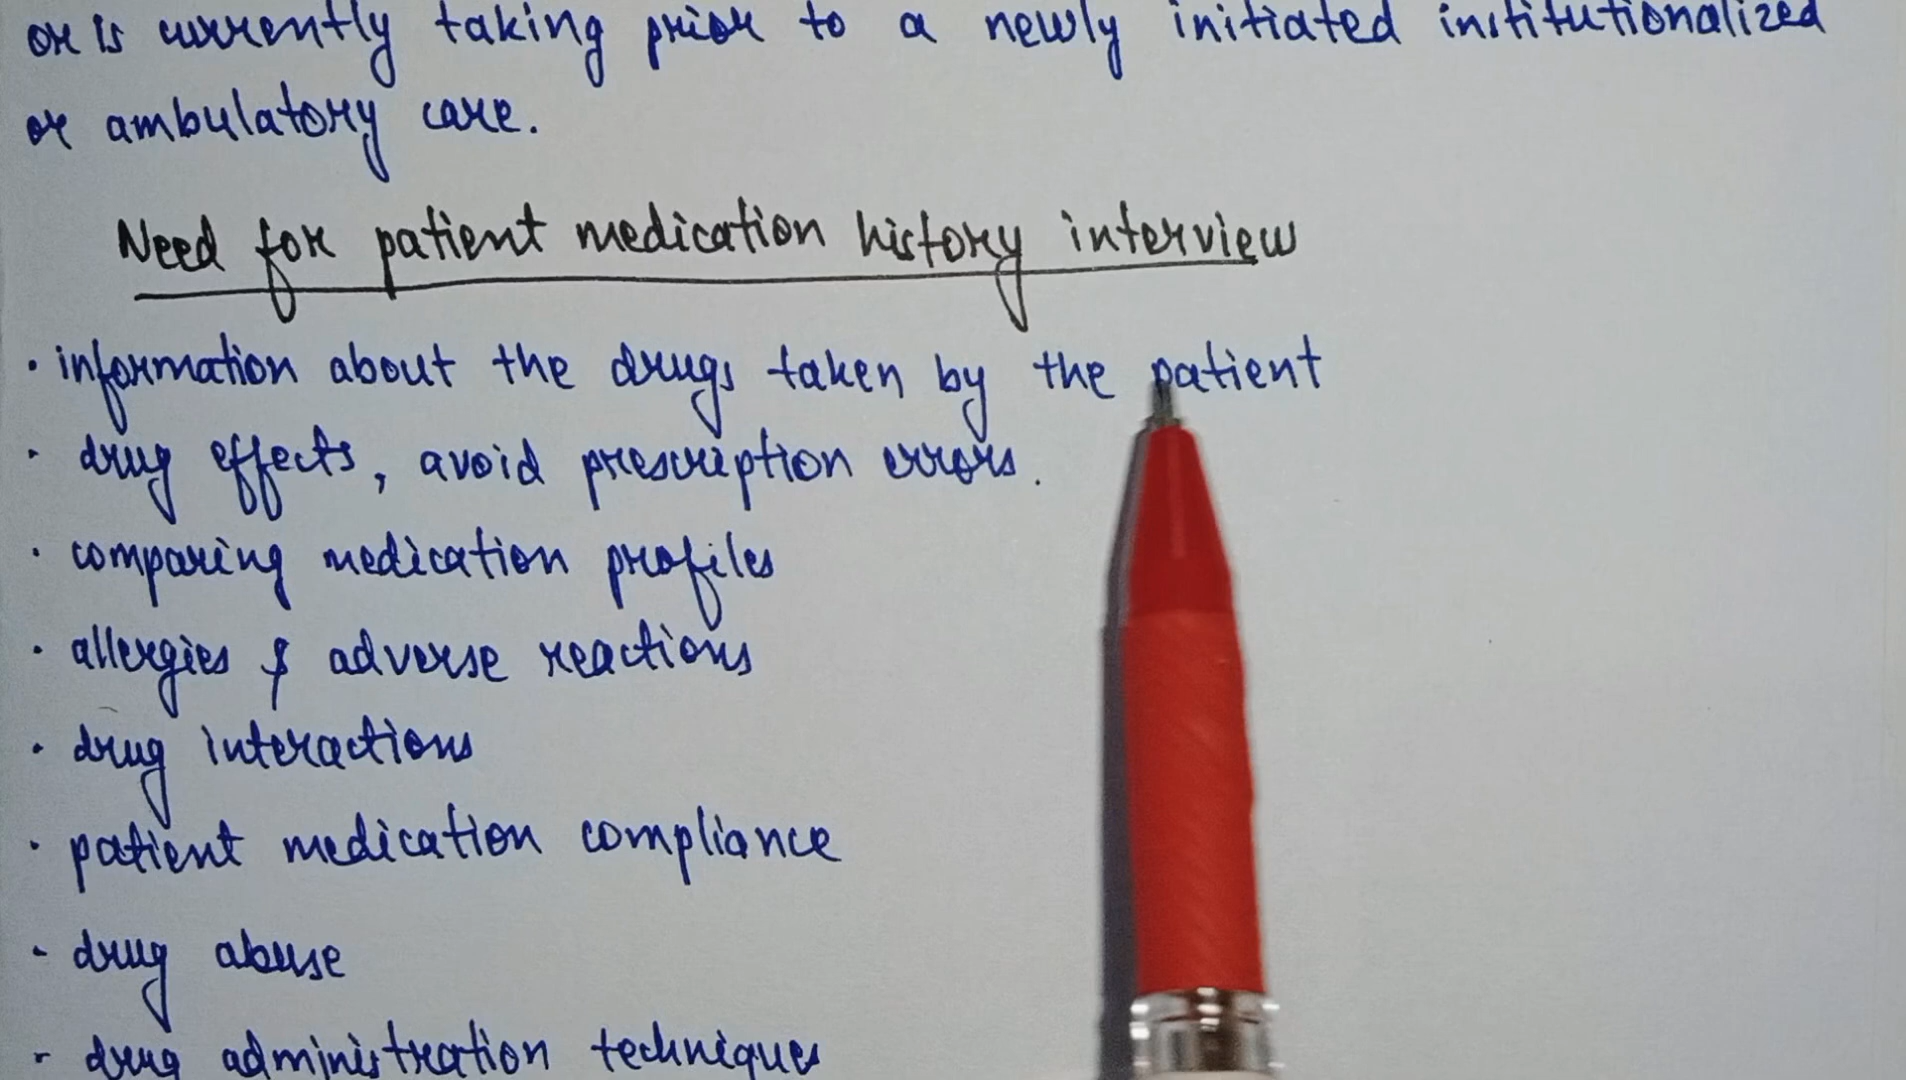 or is currently taking prior to a newly initiated institutionalized
or ambulatory care.
Need for patient medication history interview
· information about the drugs taken by the patient
· drug effects, avoid prescription errors.
· comparing medication profiles
· allergies & adverse reactions
· drug interactions
· patient medication compliance
- drug abuse
- drug administration techniques